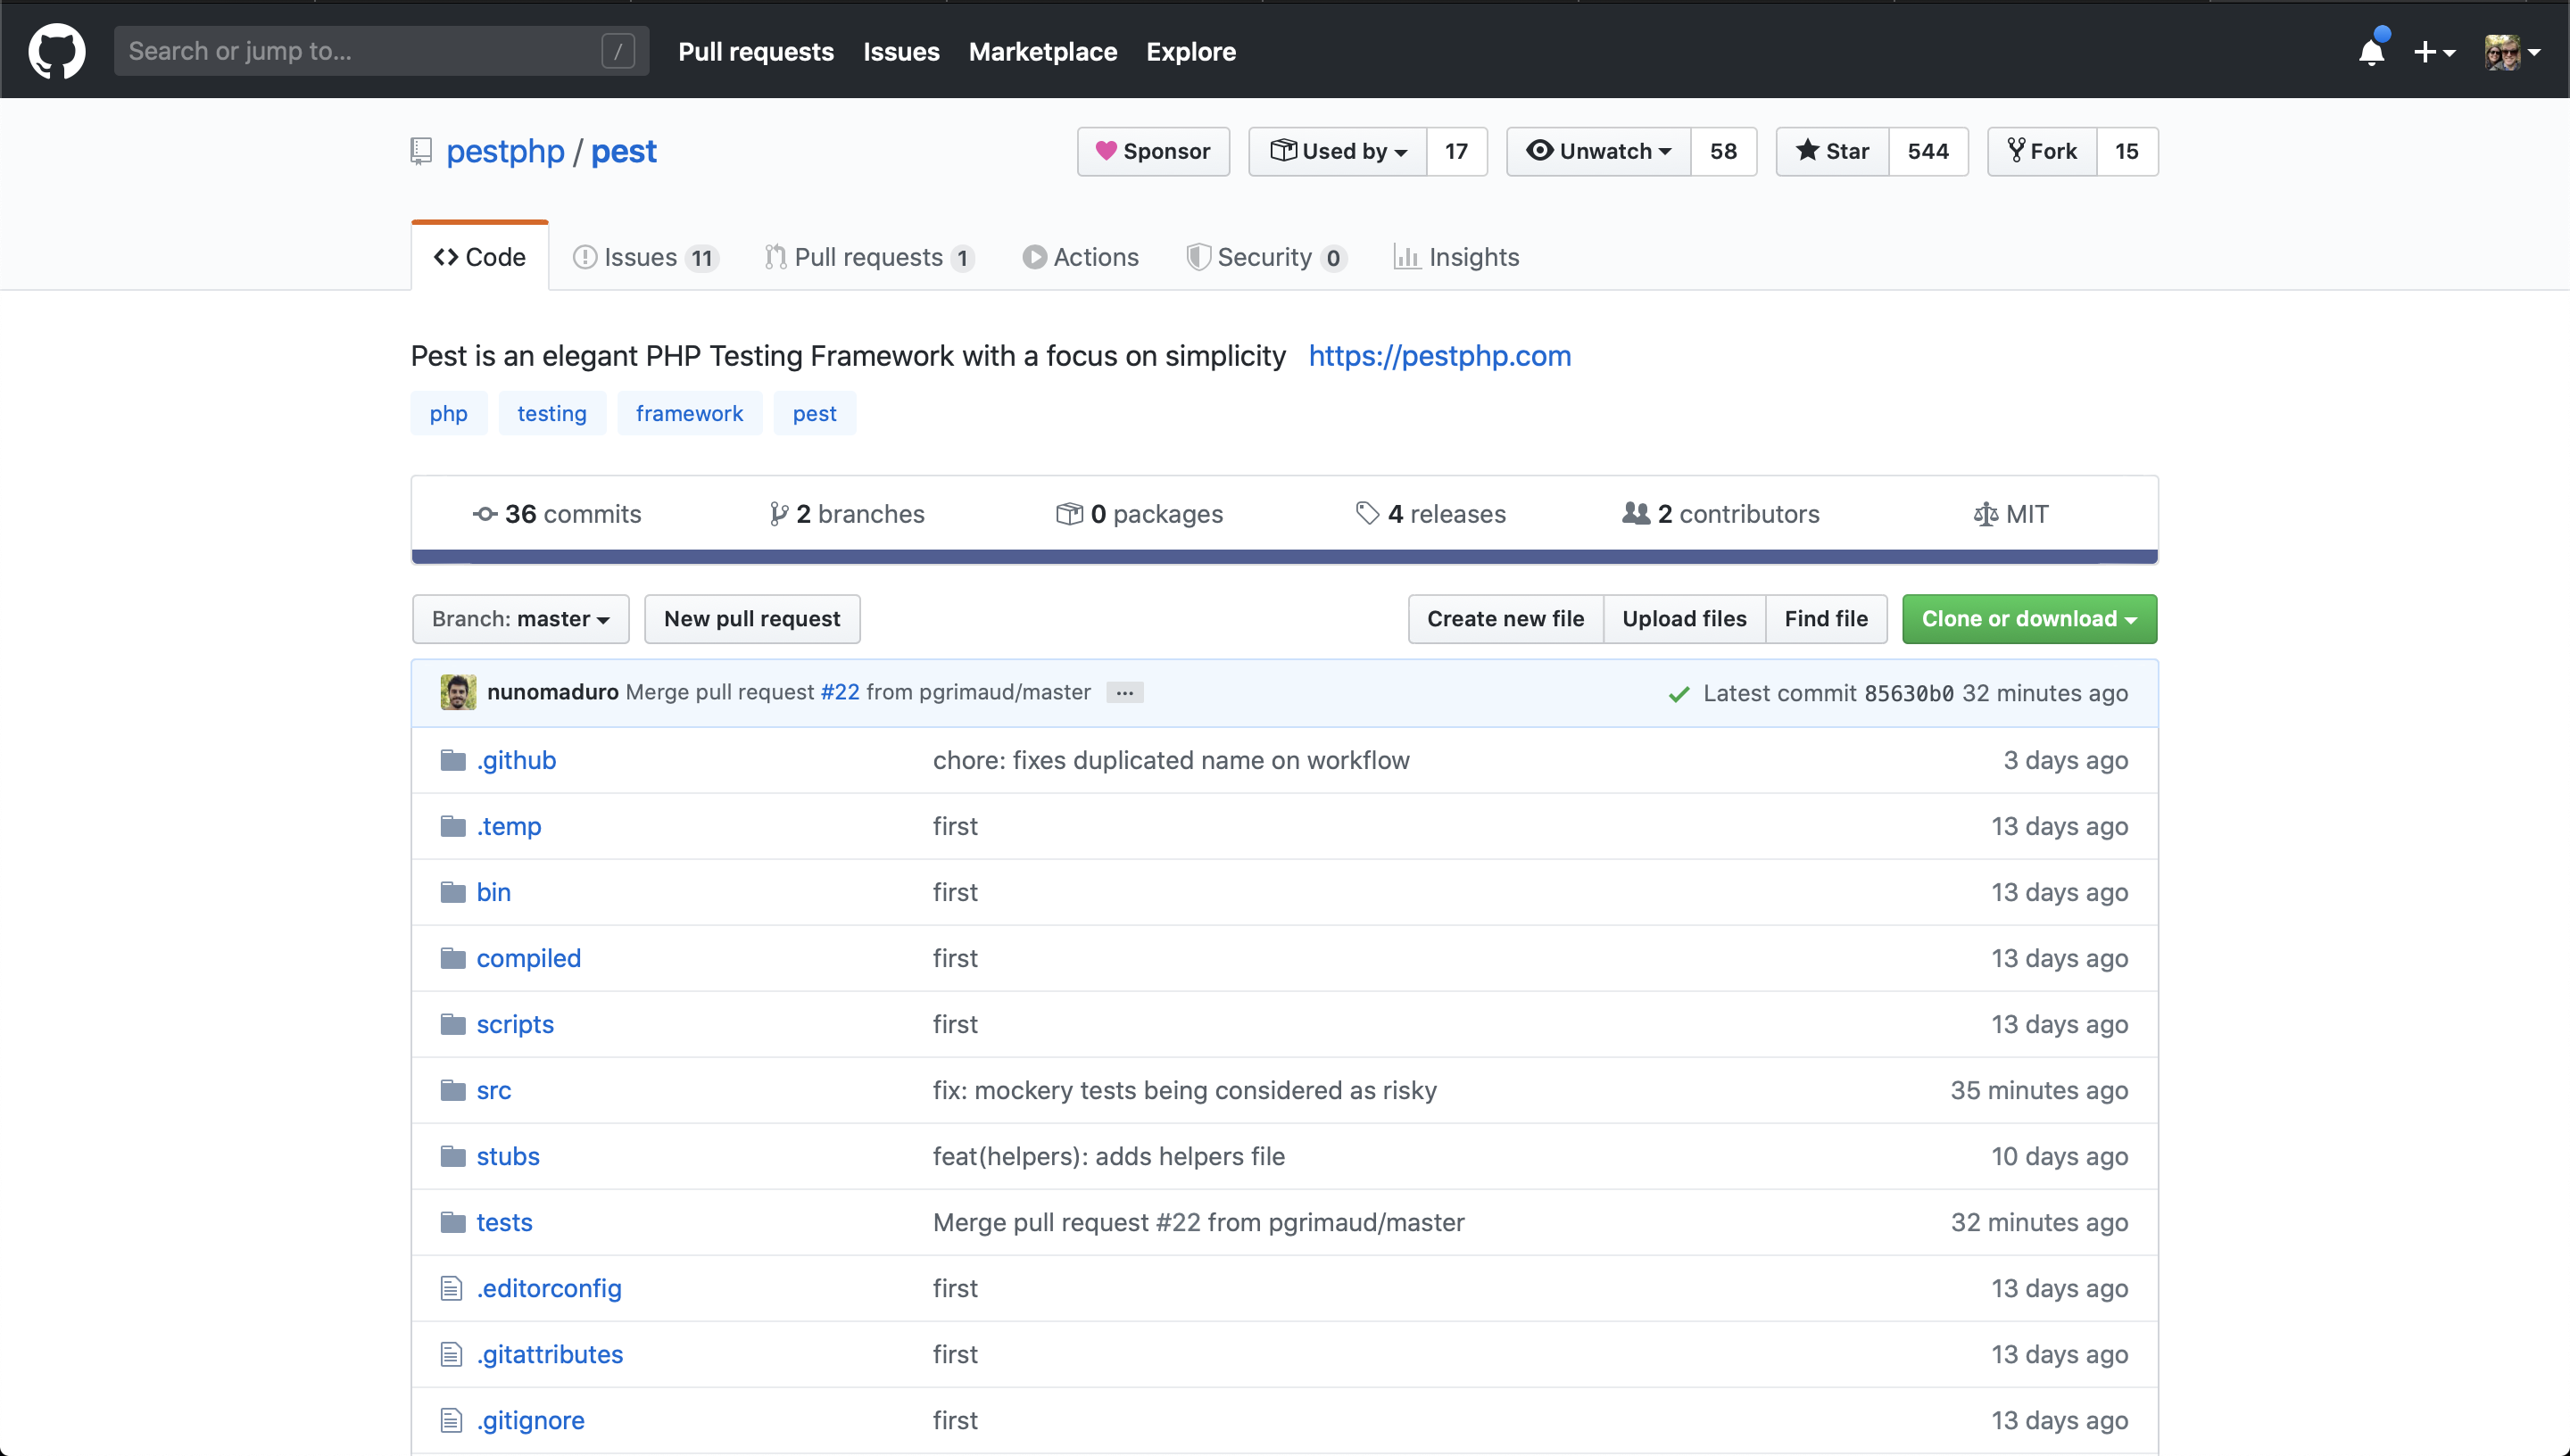 Search or jump to... /
Pull requests Issues Marketplace Explore
pestphp / pest
Sponsor Used by 17 Unwatch 58 Star 544 Fork 15
Code Issues 11 Pull requests 1 Actions Security 0 Insights
Pest is an elegant PHP Testing Framework with a focus on simplicity https://pestphp.com
php testing framework pest
36 commits 2 branches 0 packages 4 releases 2 contributors MIT
Branch: master New pull request Create new file Upload files Find file Clone or download
nunomaduro Merge pull request #22 from pgrimaud/master ... Latest commit 85630b0 32 minutes ago
.github chore: fixes duplicated name on workflow 3 days ago
.temp first 13 days ago
bin first 13 days ago
compiled first 13 days ago
scripts first 13 days ago
src fix: mockery tests being considered as risky 35 minutes ago
stubs feat(helpers): adds helpers file 10 days ago
tests Merge pull request #22 from pgrimaud/master 32 minutes ago
.editorconfig first 13 days ago
.gitattributes first 13 days ago
.gitignore first 13 days ago